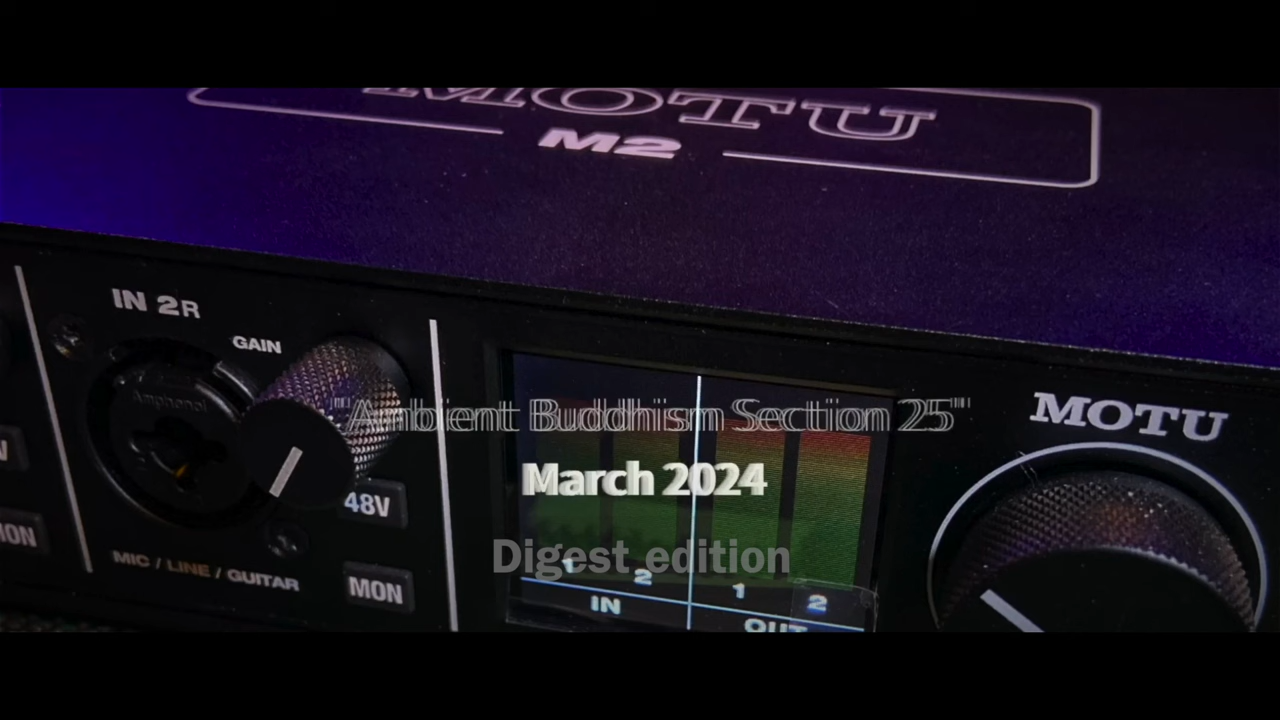 MOTU
M2
IN 2R
GAIN
Amphenol
"Ambient Buddhism Section 25"
MOTU
March 2024
48V
Digest edition
MIC / LINE / GUITAR
MON
1 2 1 2
IN OUT